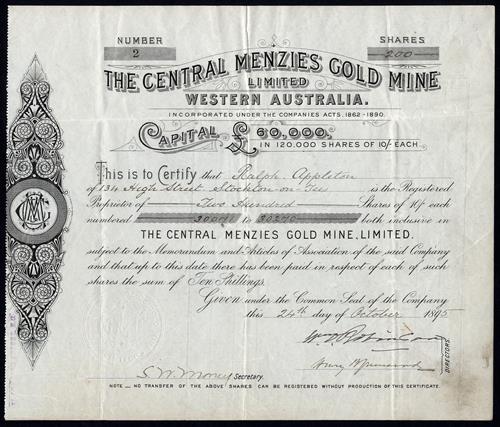 NUMBER SHARES
2 200
THE CENTRAL MENZIES GOLD MINE
LIMITED
WESTERN AUSTRALIA.
INCORPORATED UNDER THE COMPANIES ACTS, 1862-1890.
CAPITAL £60,000.
IN 120,000 SHARES OF 10/- EACH
This is to Certify that Ralph Appleton
of 134 High Street Stockton-on-Tees is the Registered
Proprietor of Two Hundred Shares of 10/- each
numbered to both inclusive in
THE CENTRAL MENZIES GOLD MINE, LIMITED.
subject to the Memorandum and Articles of Association of the said Company
and that up to this date there has been paid in respect of each of such
shares the sum of Ten Shillings.
Given under the Common Seal of the Company
this 24th day of October 1895
DIRECTORS.
Secretary.
NOTE — NO TRANSFER OF THE ABOVE SHARES CAN BE REGISTERED WITHOUT PRODUCTION OF THIS CERTIFICATE.